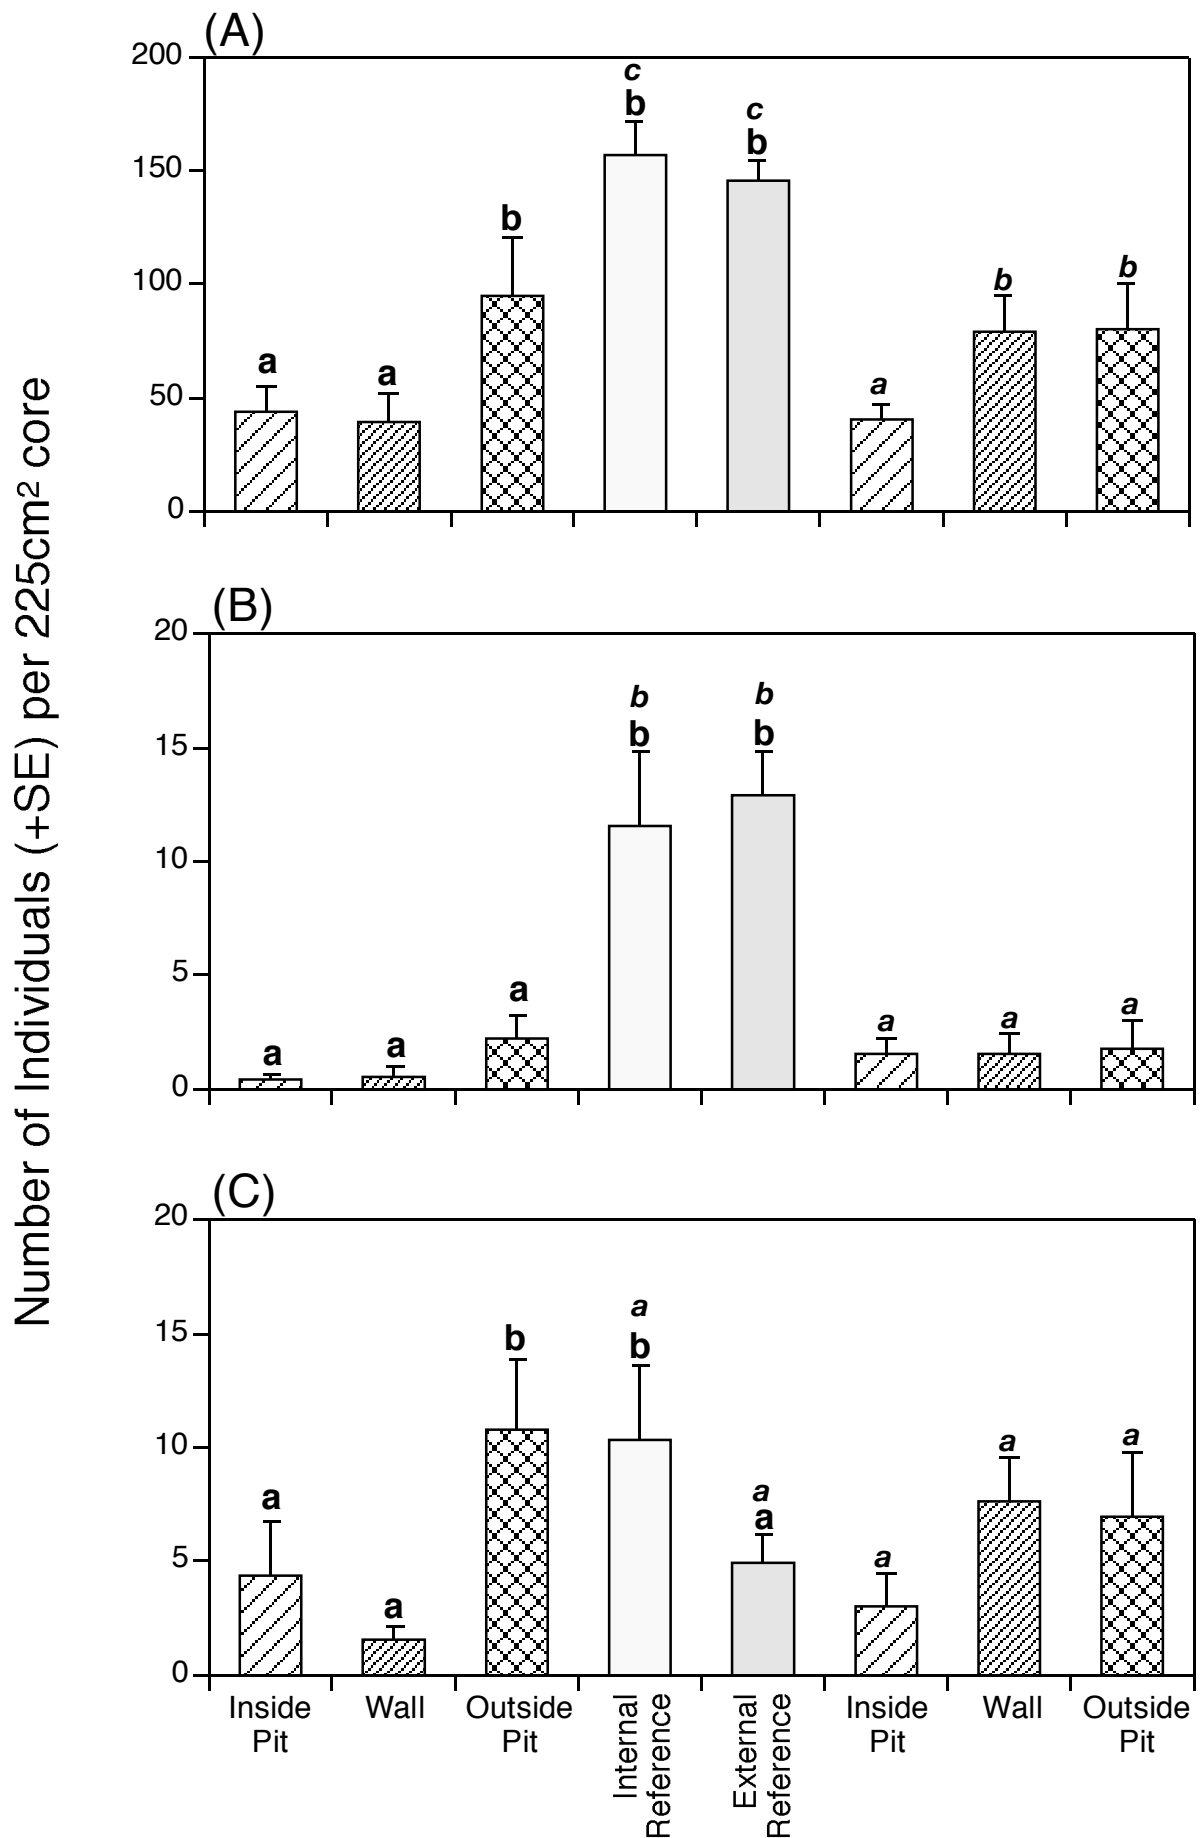 Number of Individuals (+SE) per 225cm² core
(A)
200
150
100
50
0
a
a
b
c
b
c
b
a
b
b
(B)
20
15
10
5
0
a
a
a
b
b
b
b
a
a
a
(C)
20
15
10
5
0
a
a
b
a
b
a
a
a
a
a
Inside
Pit
Wall
Outside
Pit
Internal
Reference
External
Reference
Inside
Pit
Wall
Outside
Pit